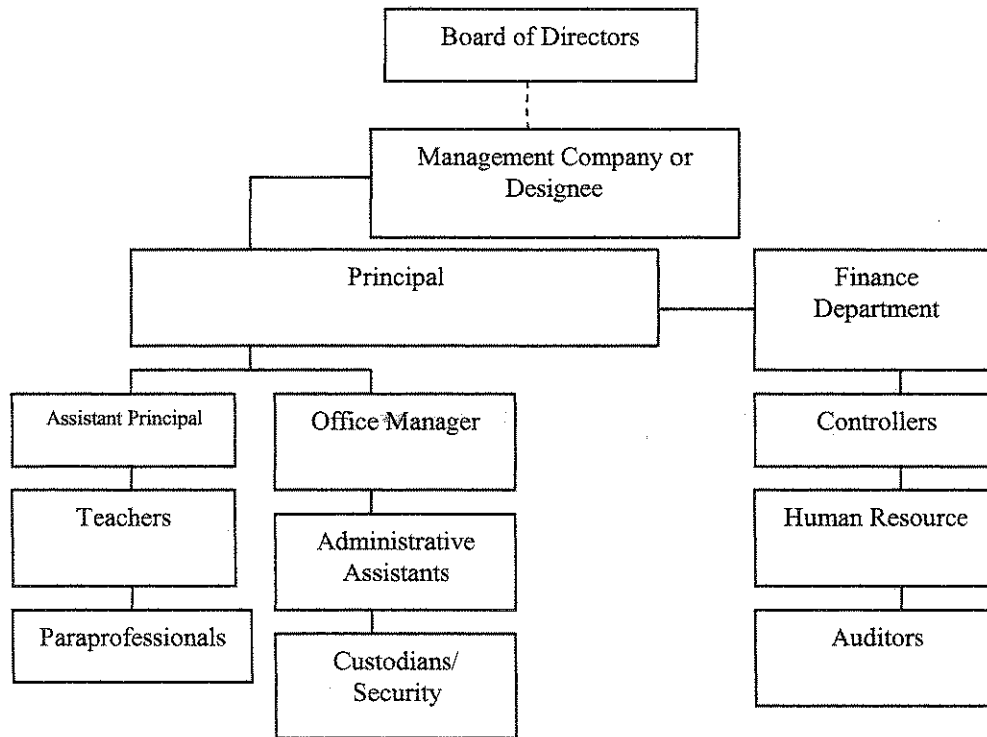 Board of Directors
Management Company or
Designee
Principal
Finance
Department
Assistant Principal
Office Manager
Controllers
Teachers
Administrative
Assistants
Human Resource
Paraprofessionals
Custodians/
Security
Auditors